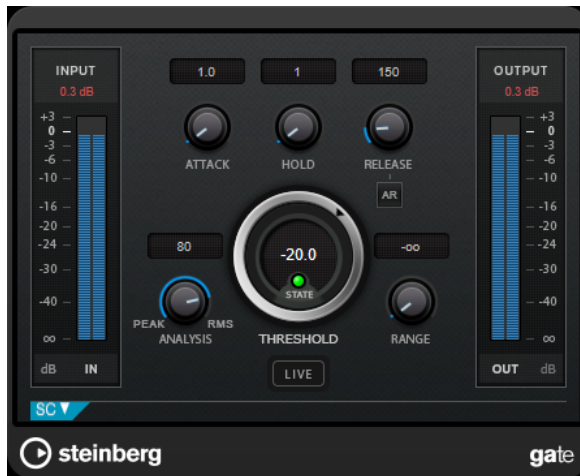 INPUT
0.3 dB
1.0
1
150
OUTPUT
0.3 dB
ATTACK
HOLD
RELEASE
AR
+3
0
-3
-6
-10
-16
-20
-24
-30
-40
∞
dB IN
80
-20.0
STATE
-∞
PEAK RMS
ANALYSIS
THRESHOLD
RANGE
LIVE
+3
0
-3
-6
-10
-16
-20
-24
-30
-40
∞
OUT dB
SC
steinberg
gate